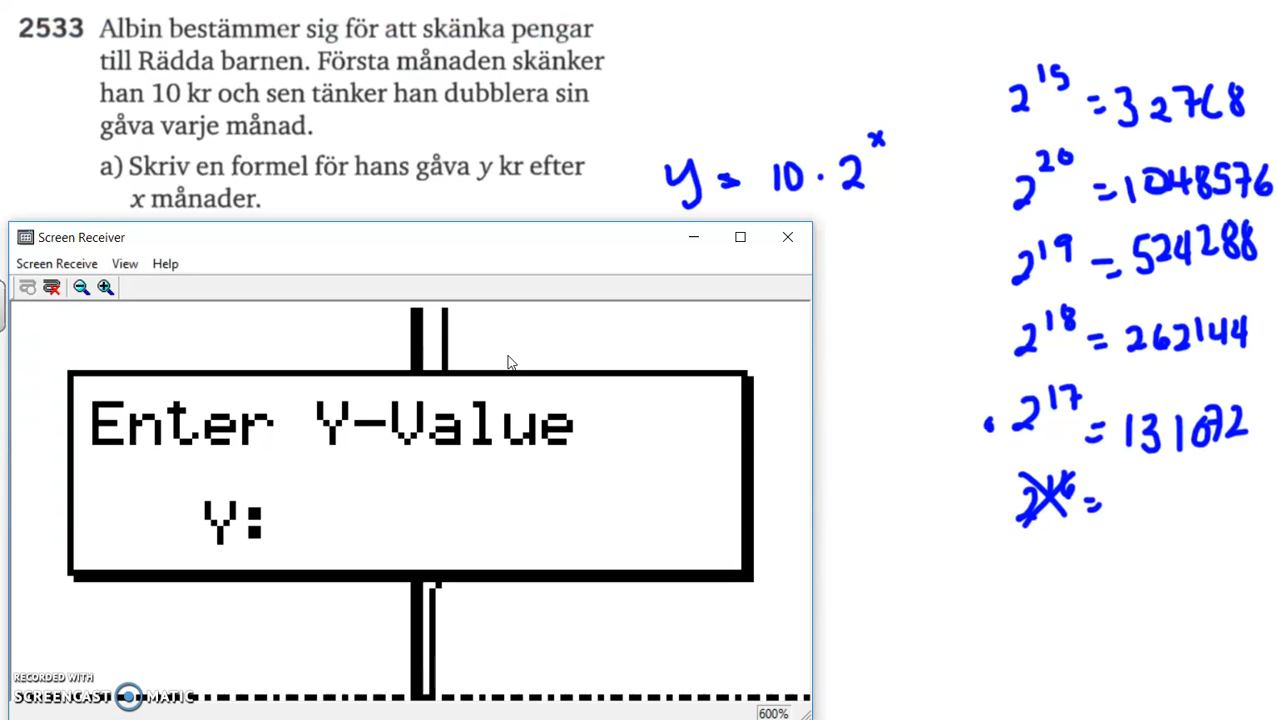 2533 Albin bestämmer sig för att skänka pengar
till Rädda barnen. Första månaden skänker
han 10 kr och sen tänker han dubblera sin
gåva varje månad.
a) Skriv en formel för hans gåva y kr efter
x månader.
y = 10 · 2^x
2^15 = 32768
2^20 = 1048576
2^19 = 524288
2^18 = 262144
· 2^17 = 131072
=
Screen Receiver
Screen Receive View Help
Enter Y-Value
Y:
RECORDED WITH
SCREENCAST MATIC
600%